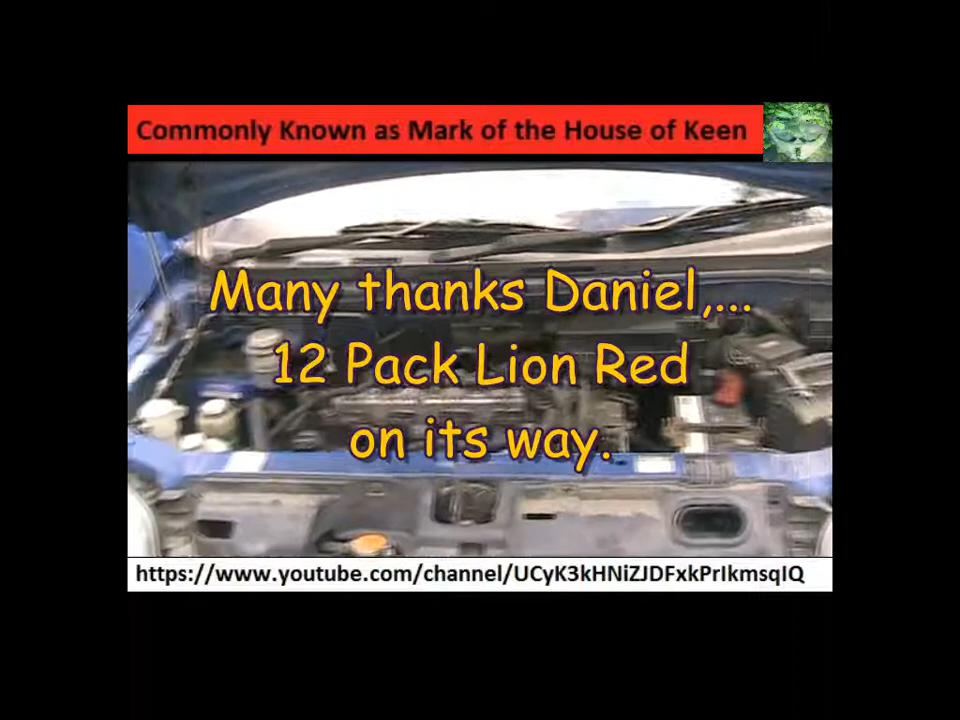 Commonly Known as Mark of the House of Keen
Many thanks Daniel,...
12 Pack Lion Red
on its way.
https://www.youtube.com/channel/UCyK3kHNiZJDFxkPrIkmsqIQ